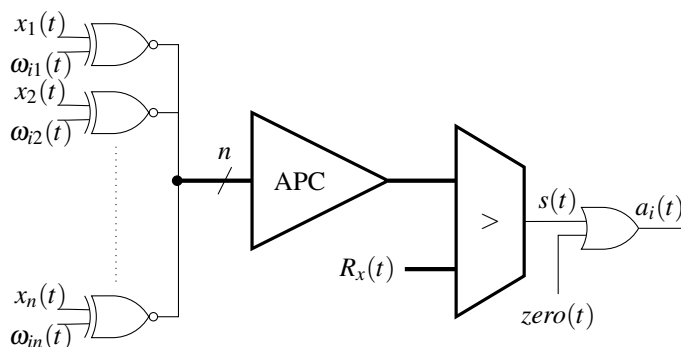 x₁(t)
ωᵢ₁(t)
x₂(t)
ωᵢ₂(t)
n
APC
>
s(t)
aᵢ(t)
Rₓ(t)
zero(t)
xₙ(t)
ωᵢₙ(t)